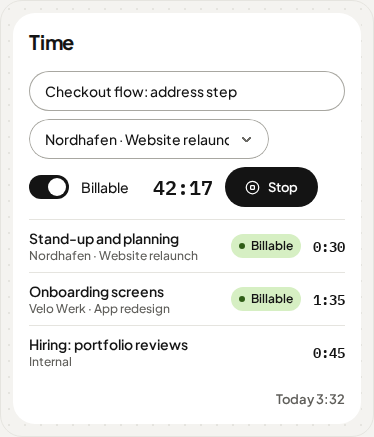 Time
Checkout flow: address step
Nordhafen · Website relaunc
Billable 42:17 Stop
Stand-up and planning
Nordhafen · Website relaunch
Billable 0:30
Onboarding screens
Velo Werk · App redesign
Billable 1:35
Hiring: portfolio reviews
Internal
0:45
Today 3:32